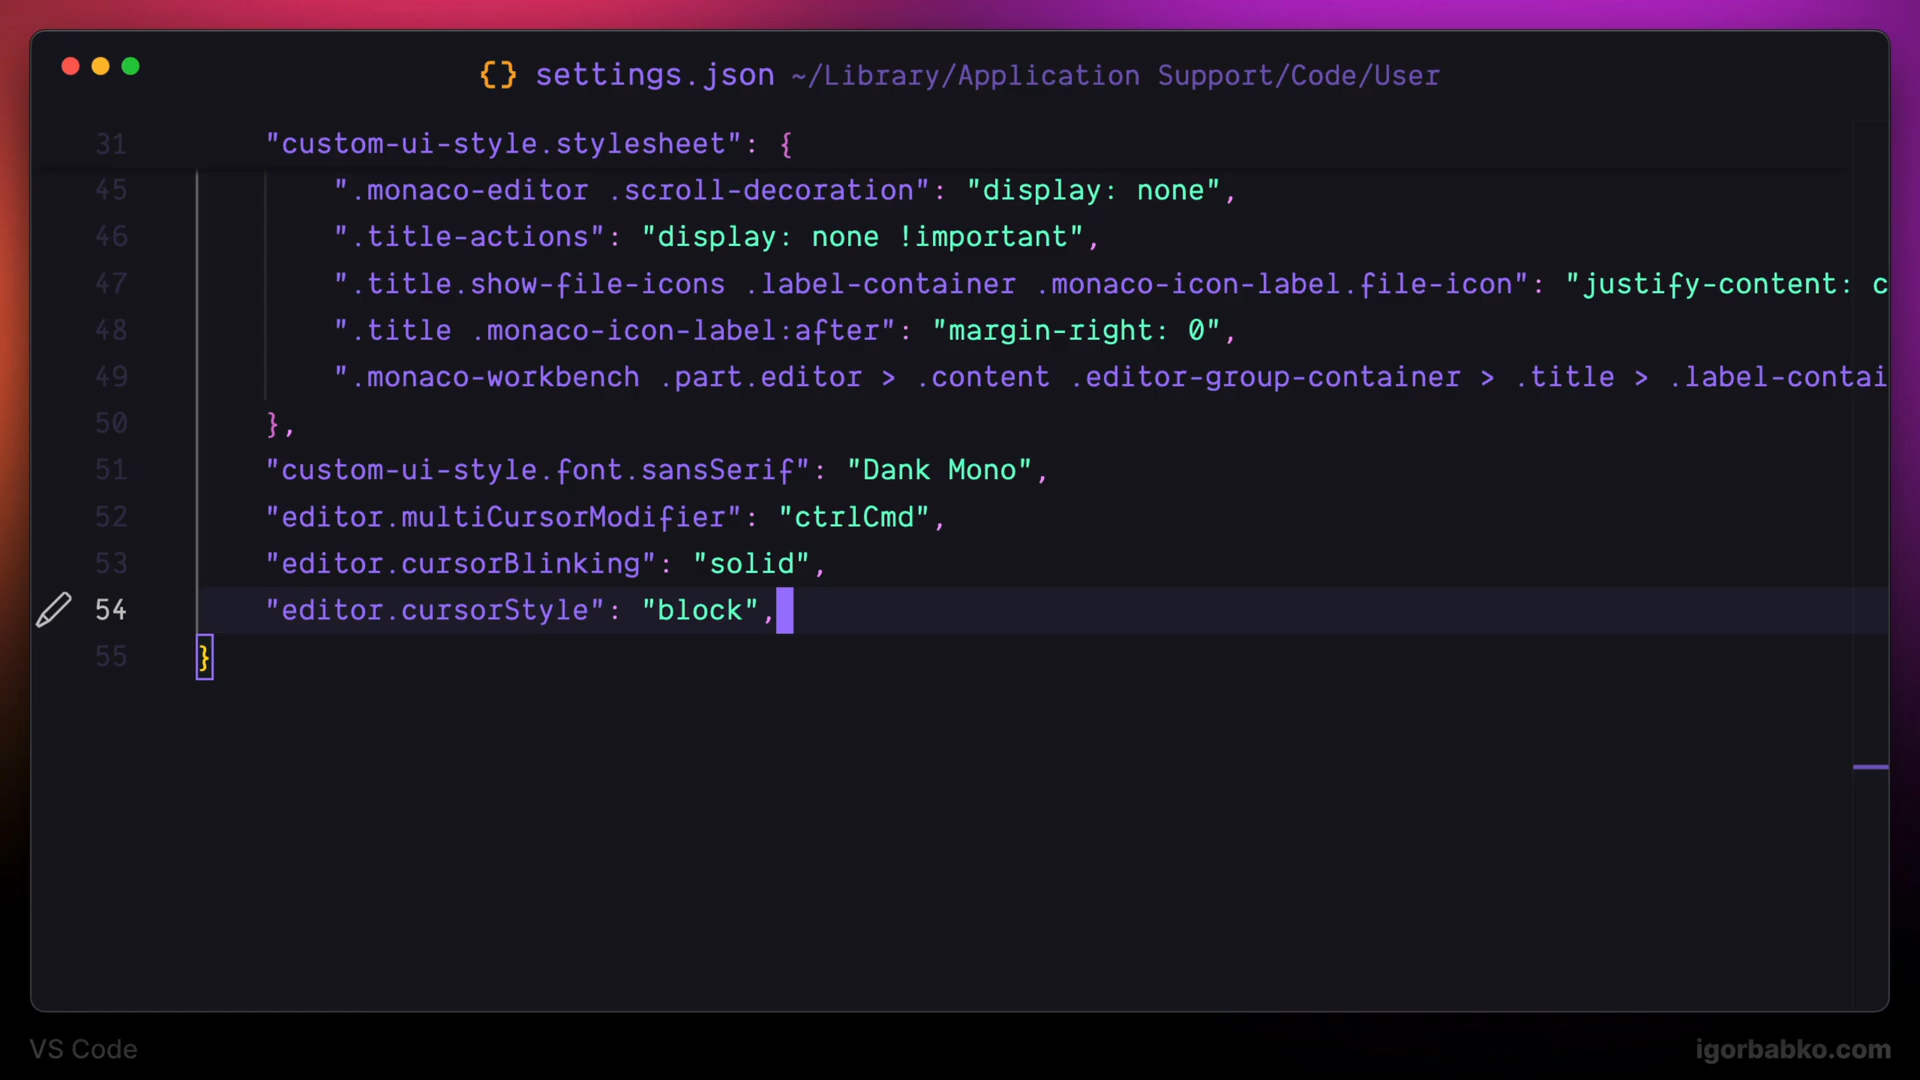 {} settings.json ~/Library/Application Support/Code/User
31 "custom-ui-style.stylesheet": {
45 ".monaco-editor .scroll-decoration": "display: none",
46 ".title-actions": "display: none !important",
47 ".title.show-file-icons .label-container .monaco-icon-label.file-icon": "justify-content: c
48 ".title .monaco-icon-label:after": "margin-right: 0",
49 ".monaco-workbench .part.editor > .content .editor-group-container > .title > .label-contai
50 },
51 "custom-ui-style.font.sansSerif": "Dank Mono",
52 "editor.multiCursorModifier": "ctrlCmd",
53 "editor.cursorBlinking": "solid",
54 "editor.cursorStyle": "block",
55 }
VS Code
igorbabko.com